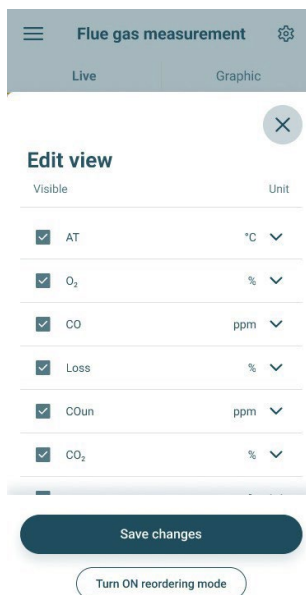 Flue gas measurement
Live Graphic
Edit view
Visible Unit
AT °C
O₂ %
CO ppm
Loss %
COun ppm
CO₂ %
Save changes
Turn ON reordering mode